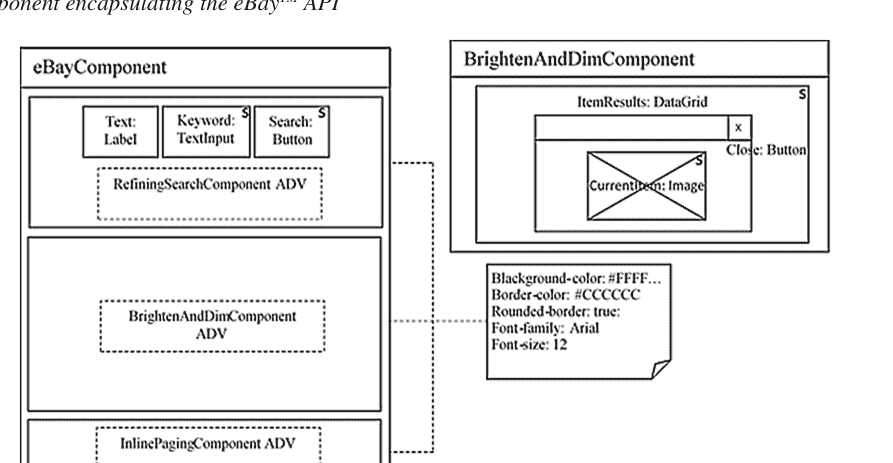 ponent encapsulating the eBay™ API
eBayComponent
Text:
Label
Keyword:
TextInput
S
Search:
Button
S
RefiningSearchComponent ADV
BrightenAndDimComponent
ADV
InlinePagingComponent ADV
BrightenAndDimComponent
S
ItemResults: DataGrid
x
Close: Button
S
CurrentItem: Image
Blackground-color: #FFFF...
Border-color: #CCCCCC
Rounded-border: true:
Font-family: Arial
Font-size: 12